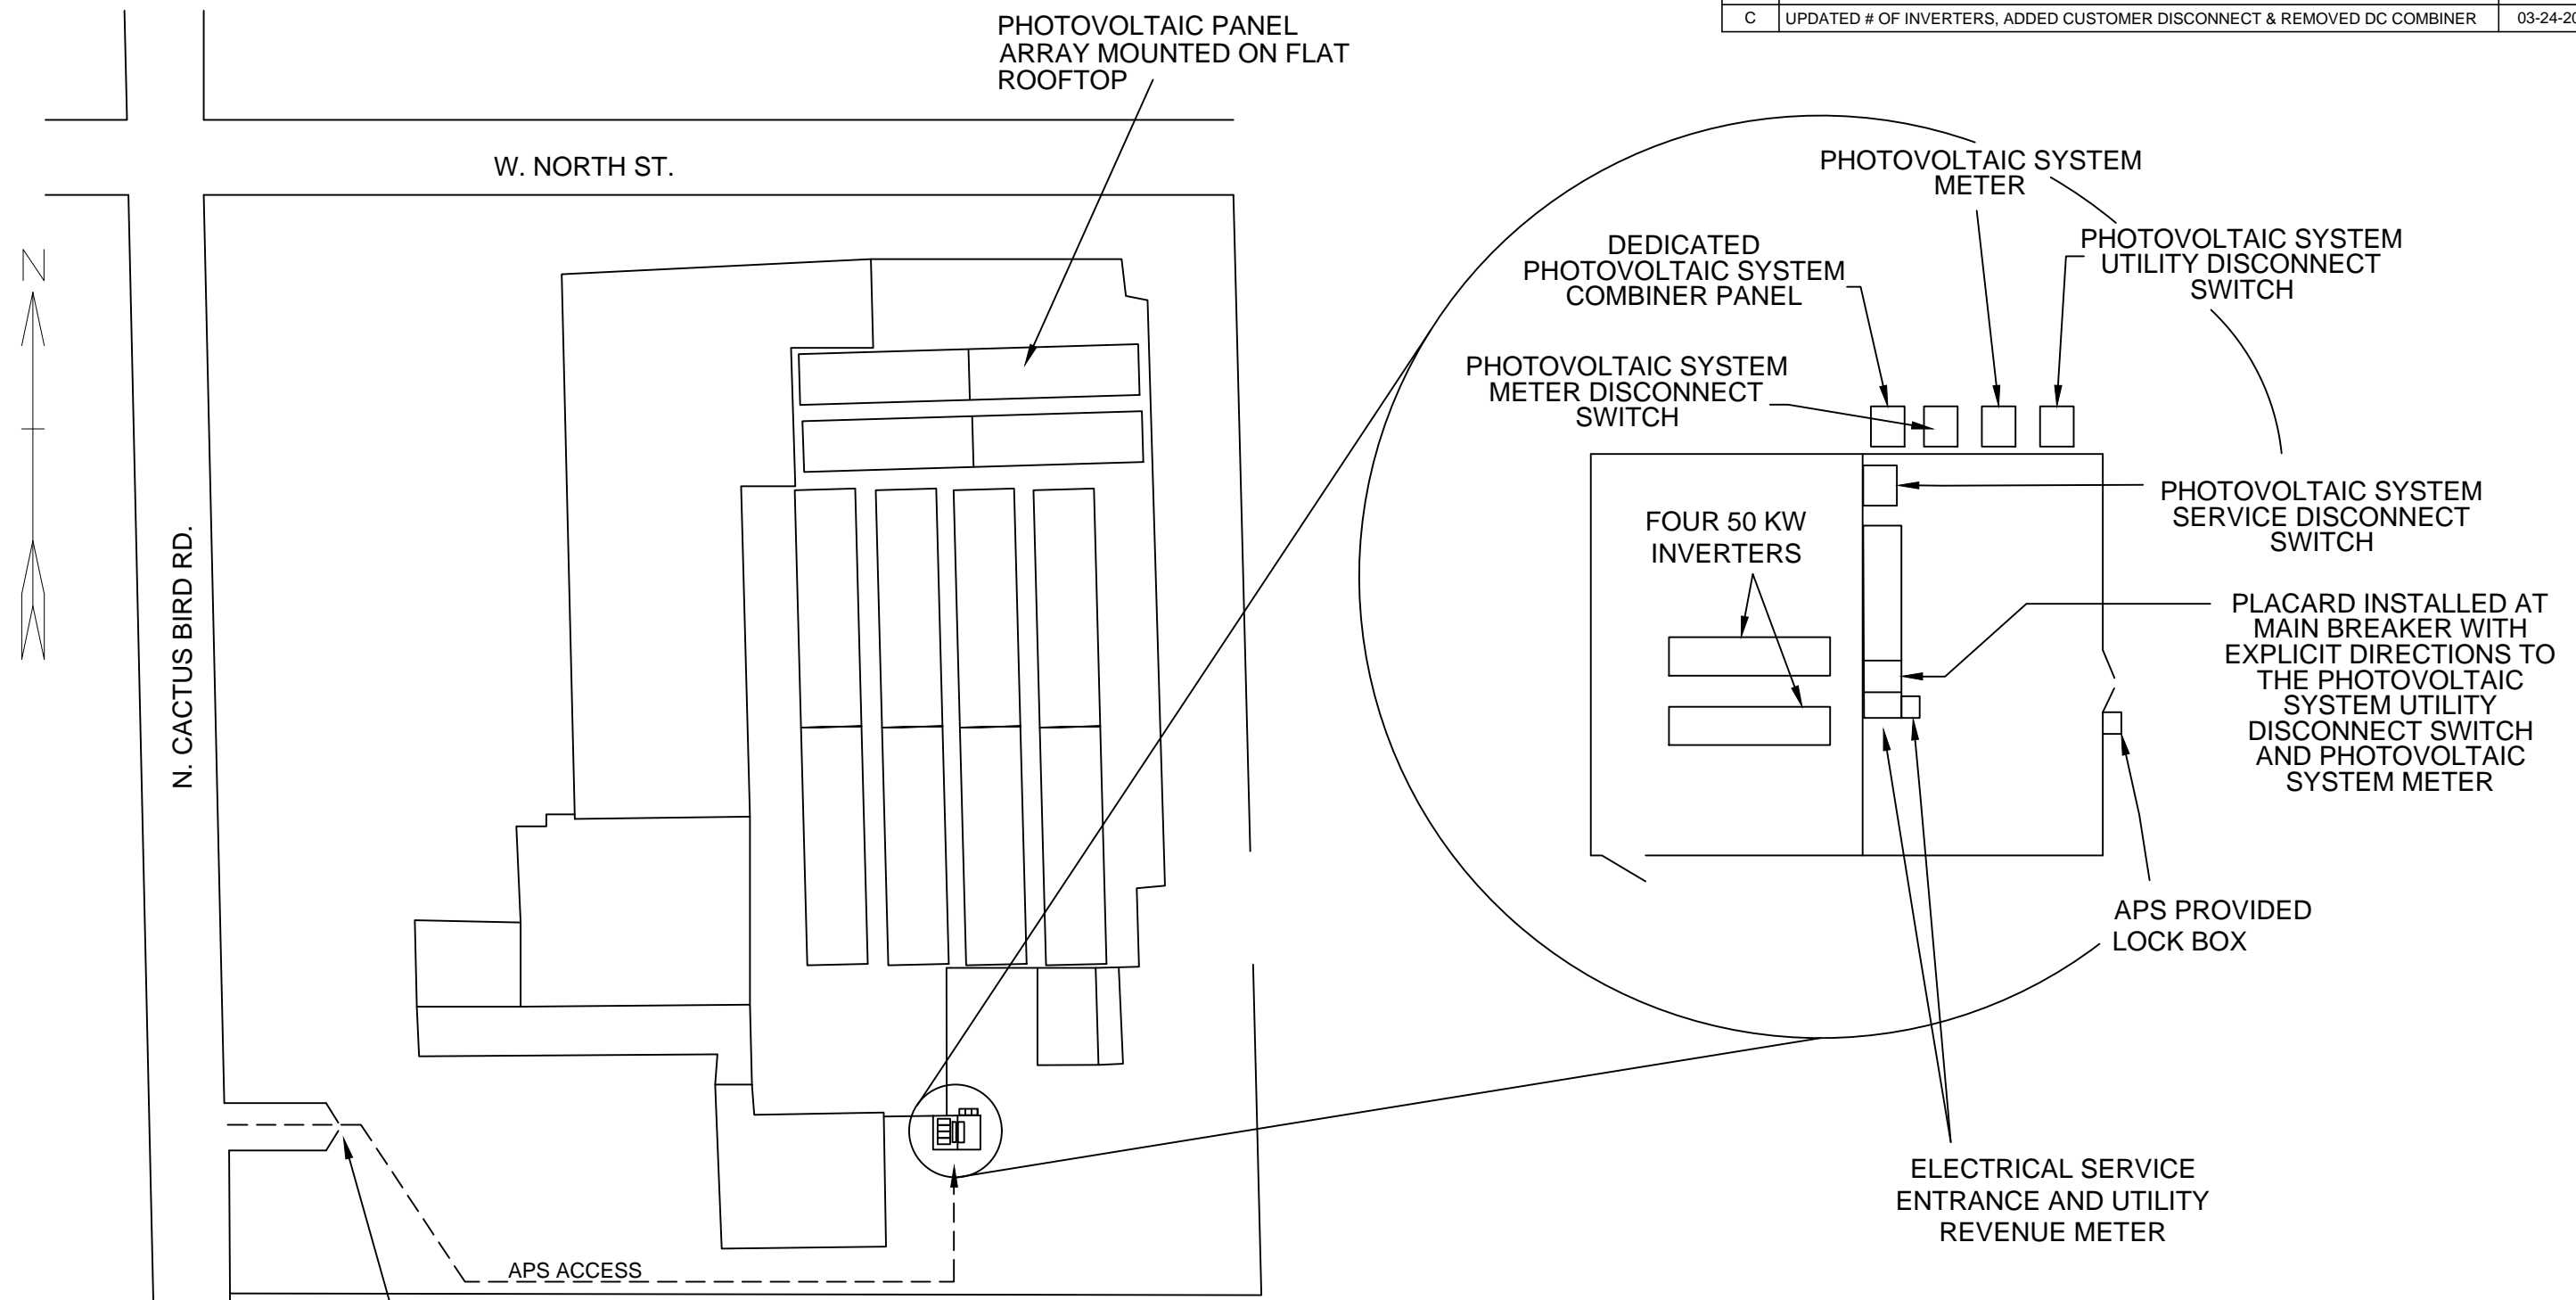 C UPDATED # OF INVERTERS, ADDED CUSTOMER DISCONNECT & REMOVED DC COMBINER 03-24-20
PHOTOVOLTAIC PANEL
ARRAY MOUNTED ON FLAT
ROOFTOP
W. NORTH ST.
N
N. CACTUS BIRD RD.
PHOTOVOLTAIC SYSTEM
METER
DEDICATED
PHOTOVOLTAIC SYSTEM
COMBINER PANEL
PHOTOVOLTAIC SYSTEM
UTILITY DISCONNECT
SWITCH
PHOTOVOLTAIC SYSTEM
METER DISCONNECT
SWITCH
FOUR 50 KW
INVERTERS
PHOTOVOLTAIC SYSTEM
SERVICE DISCONNECT
SWITCH
PLACARD INSTALLED AT
MAIN BREAKER WITH
EXPLICIT DIRECTIONS TO
THE PHOTOVOLTAIC
SYSTEM UTILITY
DISCONNECT SWITCH
AND PHOTOVOLTAIC
SYSTEM METER
APS PROVIDED
LOCK BOX
ELECTRICAL SERVICE
ENTRANCE AND UTILITY
REVENUE METER
APS ACCESS